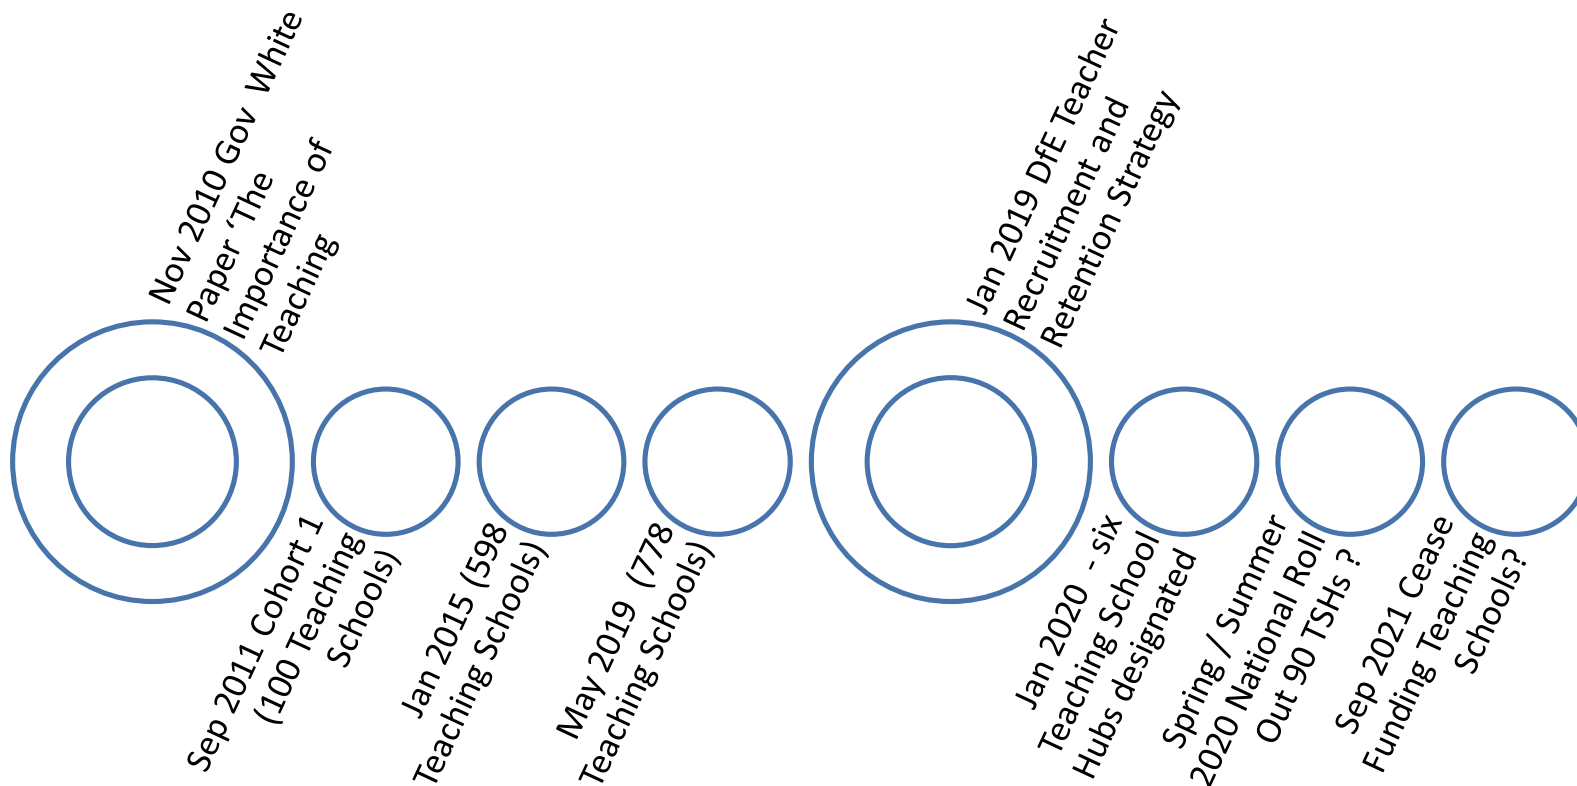 Nov 2010 Gov  White
Paper ‘The
Importance of
Teaching
Sep 2011 Cohort 1
(100 Teaching
Schools)
Jan 2015 (598
Teaching Schools)
May 2019  (778
Teaching Schools)
Jan 2019 DfE Teacher
Recruitment and
Retention Strategy
Jan 2020  - six
Teaching School
Hubs designated
Spring / Summer
2020 National Roll
Out 90 TSHs ?
Sep 2021 Cease
Funding Teaching
Schools?